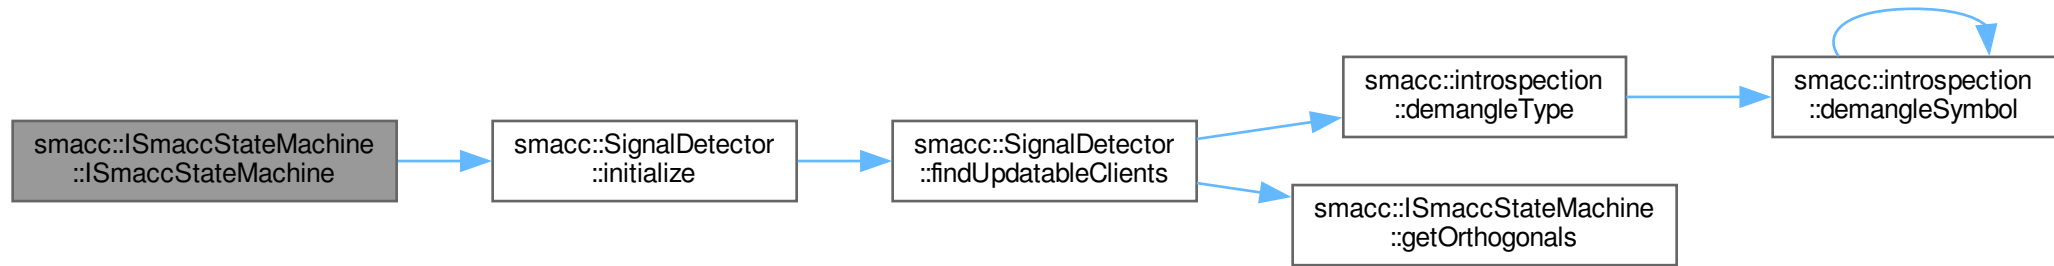 smacc::ISmaccStateMachine
::ISmaccStateMachine
smacc::SignalDetector
::initialize
smacc::SignalDetector
::findUpdatableClients
smacc::introspection
::demangleType
smacc::introspection
::demangleSymbol
smacc::ISmaccStateMachine
::getOrthogonals